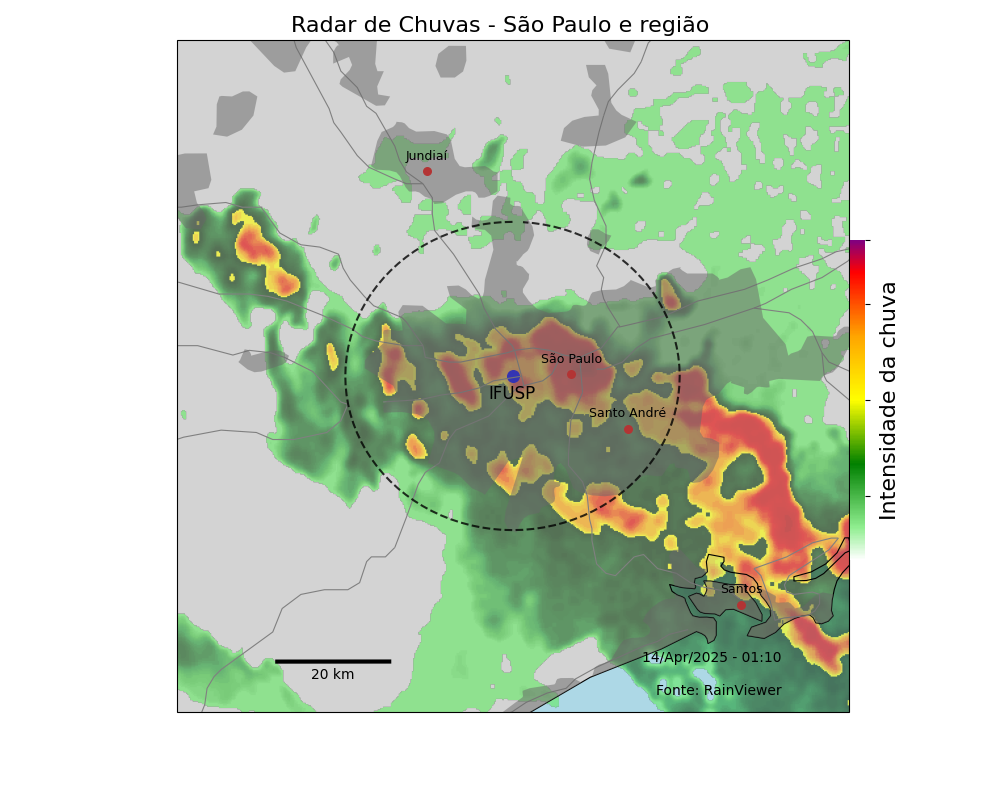 Radar de Chuvas - São Paulo e região
Jundiaí
São Paulo
IFUSP
Santo André
Intensidade da chuva
Santos
14/Apr/2025 - 01:10
20 km
Fonte: RainViewer